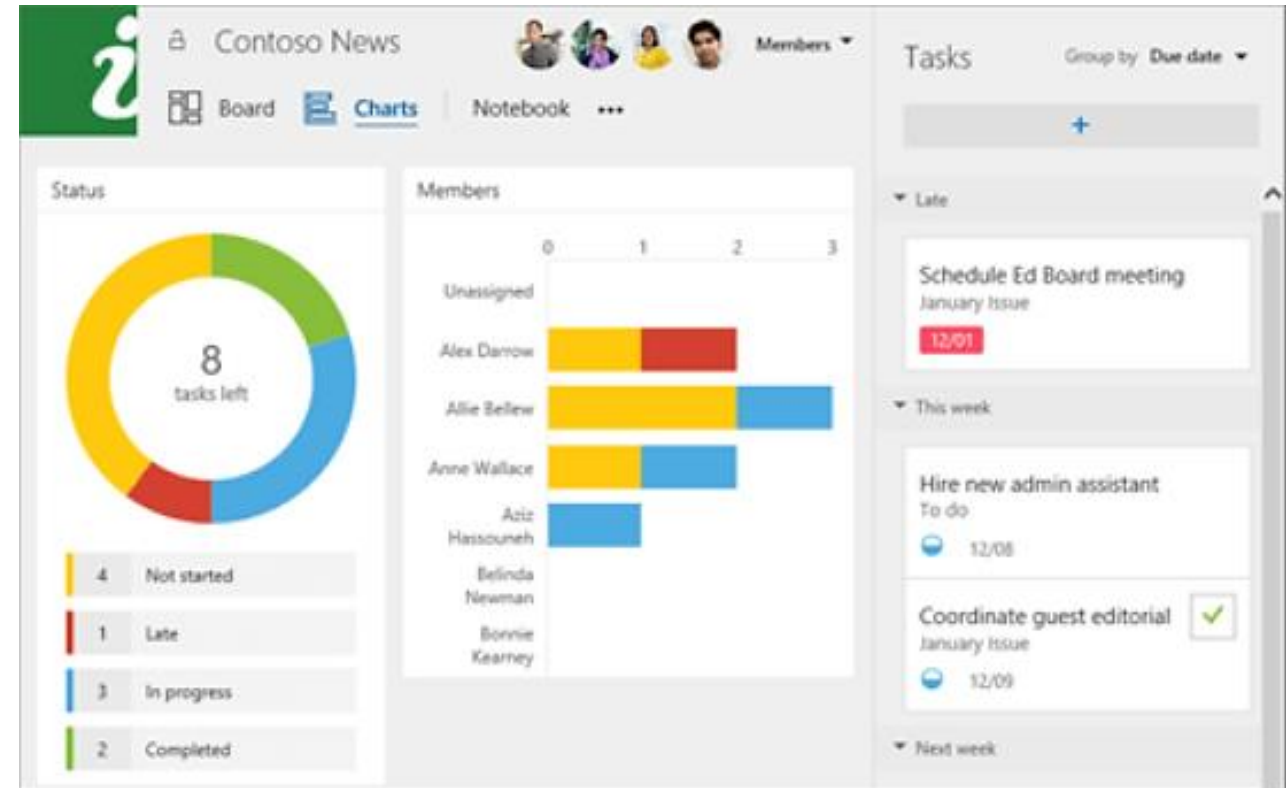 i
Contoso News
Members
Board
Charts
Notebook
•••
Status
8
tasks left
4 Not started
1 Late
3 In progress
2 Completed
Members
0 1 2 3
Unassigned
Alex Darrow
Allie Bellew
Anne Wallace
Aziz
Hassouneh
Belinda
Newman
Bonnie
Kearney
Tasks
Group by Due date
+
Late
Schedule Ed Board meeting
January Issue
12/01
This week
Hire new admin assistant
To do
12/08
Coordinate guest editorial
January Issue
12/09
Next week